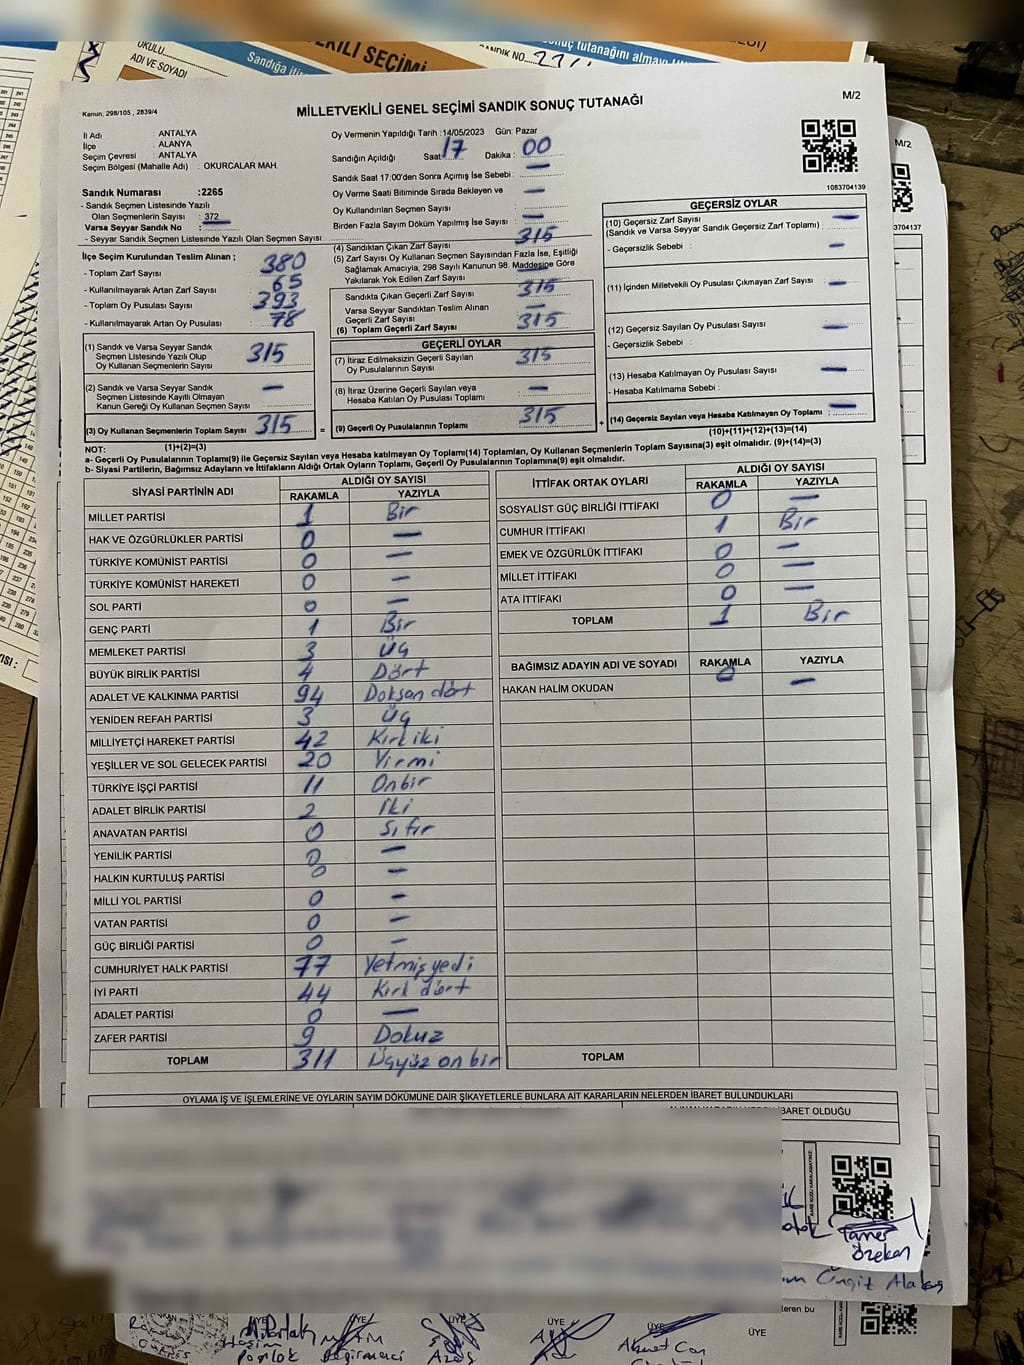 OKULU
ADI VE SOYADI
Sandığa
EKİLİ SEÇİMİ
SANDIK NO
sonuç tutanağını almayı
Kanun, 298/105 , 2839/4
MİLLETVEKİLİ GENEL SEÇİMİ SANDIK SONUÇ TUTANAĞI
M/2
M/2
İl Adı ANTALYA
İlçe ALANYA
Seçim Çevresi : ANTALYA
Seçim Bölgesi (Mahalle Adı) . OKURCALAR MAH.
Sandık Numarası :2265
- Sandık Seçmen Listesinde Yazılı
Olan Seçmenlerin Sayısı : 372
Varsa Seyyar Sandık No :
- Seyyar Sandık Seçmen Listesinde Yazılı Olan Seçmen Sayısı:
Oy Vermenin Yapıldığı Tarih :14/05/2023 Gün: Pazar
Sandığın Açıldığı Saat: 17 Dakika : 00
Sandık Saat 17:00'den Sonra Açımış İse Sebebi : —
Oy Verme Saati Bitiminde Sırada Bekleyen ve —
Oy Kullandırılan Seçmen Sayısı
Birden Fazla Sayım Döküm Yapılmış İse Sayısı : —
1083704139
3704137
İlçe Seçim Kurulundan Teslim Alınan ;
- Toplam Zarf Sayısı : 380
- Kullanılmayarak Artan Zarf Sayısı : 65
- Toplam Oy Pusulası Sayısı : 393
- Kullanılmayarak Artan Oy Pusulası : 78
(4) Sandıktan Çıkan Zarf Sayısı : 315
(5) Zarf Sayısı Oy Kullanan Seçmen Sayısından Fazla İse, Eşitliği
Sağlamak Amacıyla; 298 Sayılı Kanunun 98. Maddesine Göre
Yakılarak Yok Edilen Zarf Sayısı: —
Sandıkta Çıkan Geçerli Zarf Sayısı : 315
Varsa Seyyar Sandıktan Teslim Alınan
Geçerli Zarf Sayısı : —
(6) Toplam Geçerli Zarf Sayısı : 315
GEÇERSİZ OYLAR
(10) Geçersiz Zarf Sayısı : —
(Sandık ve Varsa Seyyar Sandık Geçersiz Zarf Toplamı)
- Geçersizlik Sebebi : —
(11) İçinden Milletvekili Oy Pusulası Çıkmayan Zarf Sayısı : —
(12) Geçersiz Sayılan Oy Pusulası Sayısı : —
- Geçersizlik Sebebi :
(13) Hesaba Katılmayan Oy Pusulası Sayısı : —
- Hesaba Katılmama Sebebi :
(14) Geçersiz Sayılan veya Hesaba Katılmayan Oy Toplamı : —
(10)+(11)+(12)+(13)=(14)
(1) Sandık ve Varsa Seyyar Sandık
Seçmen Listesinde Yazılı Olup
Oy Kullanan Seçmenlerin Sayısı : 315
(2) Sandık ve Varsa Seyyar Sandık
Seçmen Listesinde Kayıtlı Olmayan
Kanun Gereği Oy Kullanan Seçmen Sayısı : —
(3) Oy Kullanan Seçmenlerin Toplam Sayısı : 315
(1)+(2)=(3)
GEÇERLİ OYLAR
(7) İtiraz Edilmeksizin Geçerli Sayılan
Oy Pusulalarının Sayısı : 315
(8) İtiraz Üzerine Geçerli Sayılan veya
Hesaba Katılan Oy Pusulası Toplamı : —
= (9) Geçerli Oy Pusulalarının Toplamı : 315 +
NOT:
a- Geçerli Oy Pusulalarının Toplamı(9) ile Geçersiz Sayılan veya Hesaba katılmayan Oy Toplamı(14) Toplamları, Oy Kullanan Seçmenlerin Toplam Sayısına(3) eşit olmalıdır. (9)+(14)=(3)
b- Siyasi Partilerin, Bağımsız Adayların ve İttifakların Aldığı Ortak Oyların Toplamı, Geçerli Oy Pusulalarının Toplamına(9) eşit olmalıdır.
SİYASİ PARTİNİN ADI ALDIĞI OY SAYISI
RAKAMLA YAZIYLA
MİLLET PARTİSİ 1 Bir
HAK VE ÖZGÜRLÜKLER PARTİSİ 0 —
TÜRKİYE KOMÜNİST PARTİSİ 0 —
TÜRKİYE KOMÜNİST HAREKETİ 0 —
SOL PARTİ 0 —
GENÇ PARTİ 1 Bir
MEMLEKET PARTİSİ 3 Üç
BÜYÜK BİRLİK PARTİSİ 4 Dört
ADALET VE KALKINMA PARTİSİ 94 Doksan dört
YENİDEN REFAH PARTİSİ 3 Üç
MİLLİYETÇİ HAREKET PARTİSİ 42 Kırk iki
YEŞİLLER VE SOL GELECEK PARTİSİ 20 Yirmi
TÜRKİYE İŞÇİ PARTİSİ 11 Onbir
ADALET BİRLİK PARTİSİ 2 İki
ANAVATAN PARTİSİ 0 Sıfır
YENİLİK PARTİSİ 0 —
HALKIN KURTULUŞ PARTİSİ 0 —
MİLLİ YOL PARTİSİ 0 —
VATAN PARTİSİ 0 —
GÜÇ BİRLİĞİ PARTİSİ 0 —
CUMHURİYET HALK PARTİSİ 77 Yetmiş yedi
İYİ PARTİ 44 Kırk dört
ADALET PARTİSİ 0 —
ZAFER PARTİSİ 9 Dokuz
TOPLAM 311 Üçyüz on bir
İTTİFAK ORTAK OYLARI ALDIĞI OY SAYISI
RAKAMLA YAZIYLA
SOSYALİST GÜÇ BİRLİĞİ İTTİFAKI 0 —
CUMHUR İTTİFAKI 1 Bir
EMEK VE ÖZGÜRLÜK İTTİFAKI 0 —
MİLLET İTTİFAKI 0 —
ATA İTTİFAKI 0 —
TOPLAM 1 Bir
BAĞIMSIZ ADAYIN ADI VE SOYADI RAKAMLA YAZIYLA
HAKAN HALİM OKUDAN 0 —
TOPLAM
OYLAMA İŞ VE İŞLEMLERİNE VE OYLARIN SAYIM DÖKÜMÜNE DAİR ŞİKAYETLERLE BUNLARA AİT KARARLARIN NELERDEN İBARET BULUNDUKLARI
BARET OLDUĞU
Taner
Özekan
Cengiz
ÜYE ÜYE ÜYE ÜYE ÜYE ÜYE
Haşim
Değirmenci
Ahmet Can